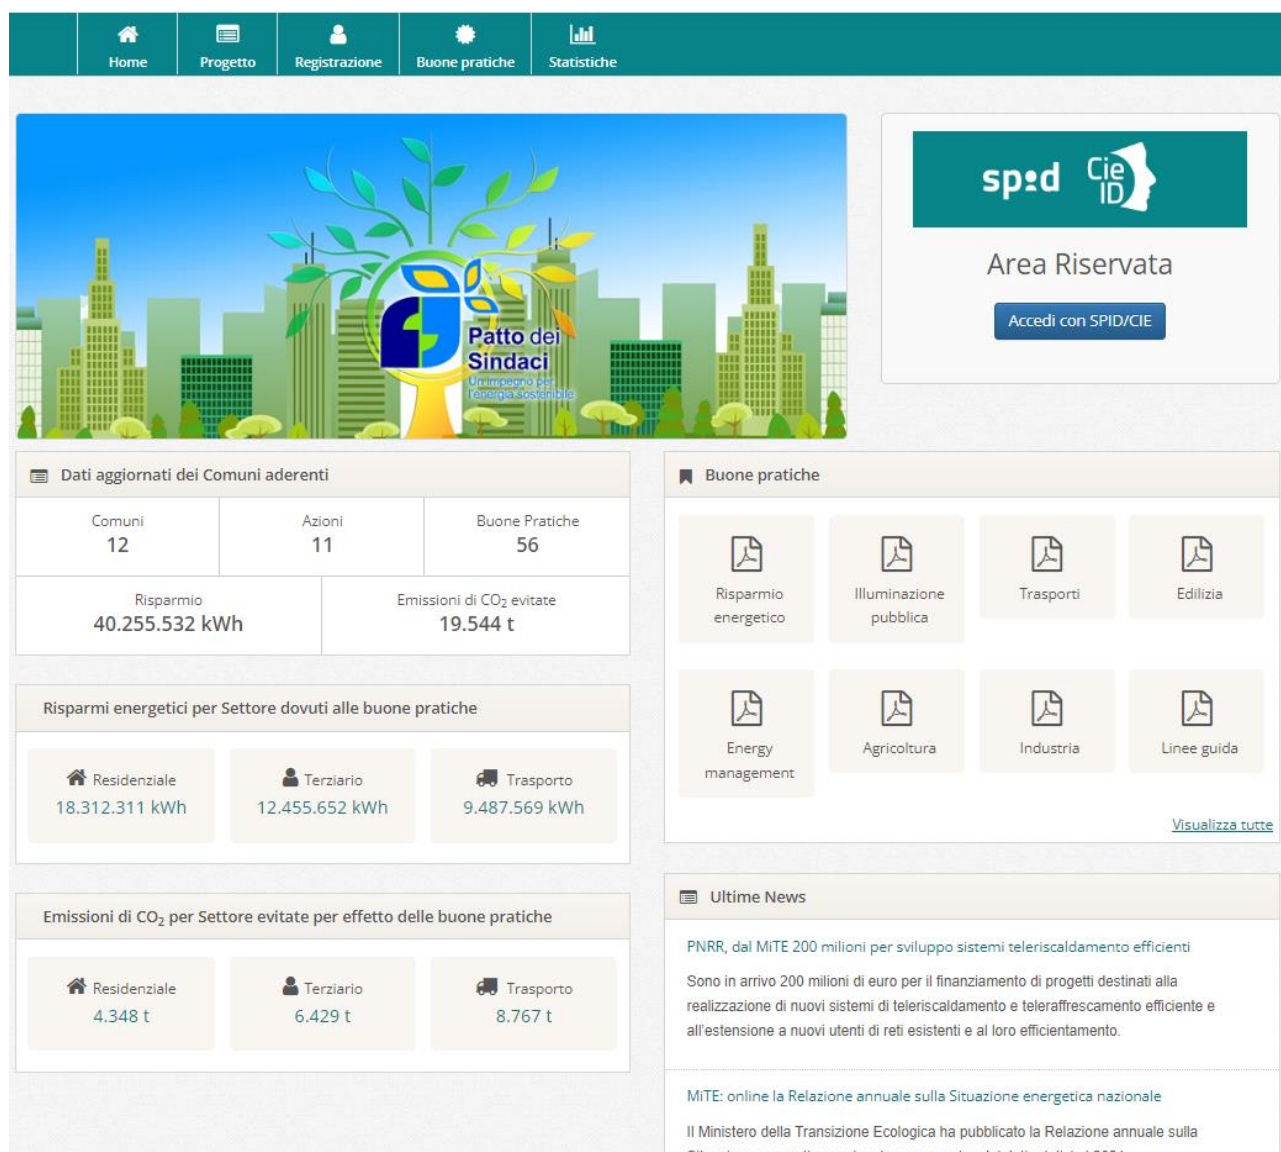 Home
Progetto
Registrazione
Buone pratiche
Statistiche
Patto dei
Sindaci
Un impegno per
l'energia sostenibile
spid
Cie
ID
Area Riservata
Accedi con SPID/CIE
Dati aggiornati dei Comuni aderenti
Comuni
12
Azioni
11
Buone Pratiche
56
Risparmio
40.255.532 kWh
Emissioni di CO2 evitate
19.544 t
Risparmi energetici per Settore dovuti alle buone pratiche
Residenziale
18.312.311 kWh
Terziario
12.455.652 kWh
Trasporto
9.487.569 kWh
Emissioni di CO2 per Settore evitate per effetto delle buone pratiche
Residenziale
4.348 t
Terziario
6.429 t
Trasporto
8.767 t
Buone pratiche
Risparmio
energetico
Illuminazione
pubblica
Trasporti
Edilizia
Energy
management
Agricoltura
Industria
Linee guida
Visualizza tutte
Ultime News
PNRR, dal MiTE 200 milioni per sviluppo sistemi teleriscaldamento efficienti
Sono in arrivo 200 milioni di euro per il finanziamento di progetti destinati alla
realizzazione di nuovi sistemi di teleriscaldamento e teleraffrescamento efficiente e
all'estensione a nuovi utenti di reti esistenti e al loro efficientamento.
MiTE: online la Relazione annuale sulla Situazione energetica nazionale
Il Ministero della Transizione Ecologica ha pubblicato la Relazione annuale sulla